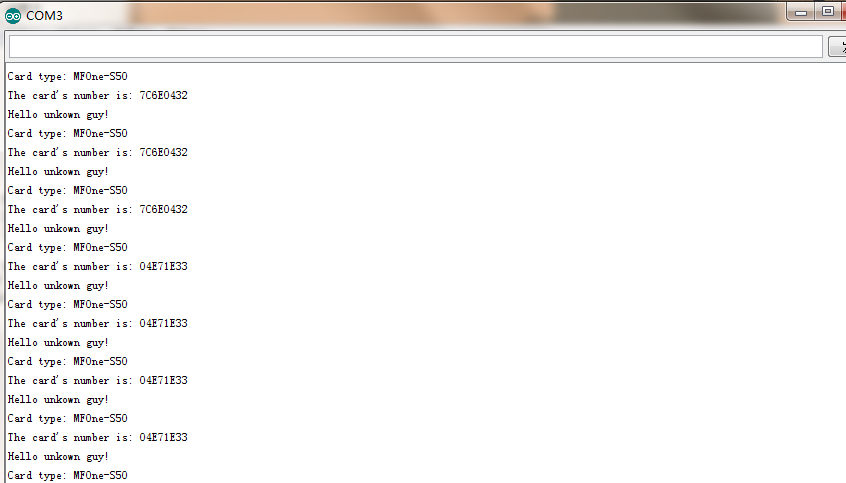 COM3
Card type: MFOne-S50
The card's number is: 7C6E0432
Hello unkown guy!
Card type: MFOne-S50
The card's number is: 7C6E0432
Hello unkown guy!
Card type: MFOne-S50
The card's number is: 7C6E0432
Hello unkown guy!
Card type: MFOne-S50
The card's number is: 04E71E33
Hello unkown guy!
Card type: MFOne-S50
The card's number is: 04E71E33
Hello unkown guy!
Card type: MFOne-S50
The card's number is: 04E71E33
Hello unkown guy!
Card type: MFOne-S50
The card's number is: 04E71E33
Hello unkown guy!
Card type: MFOne-S50